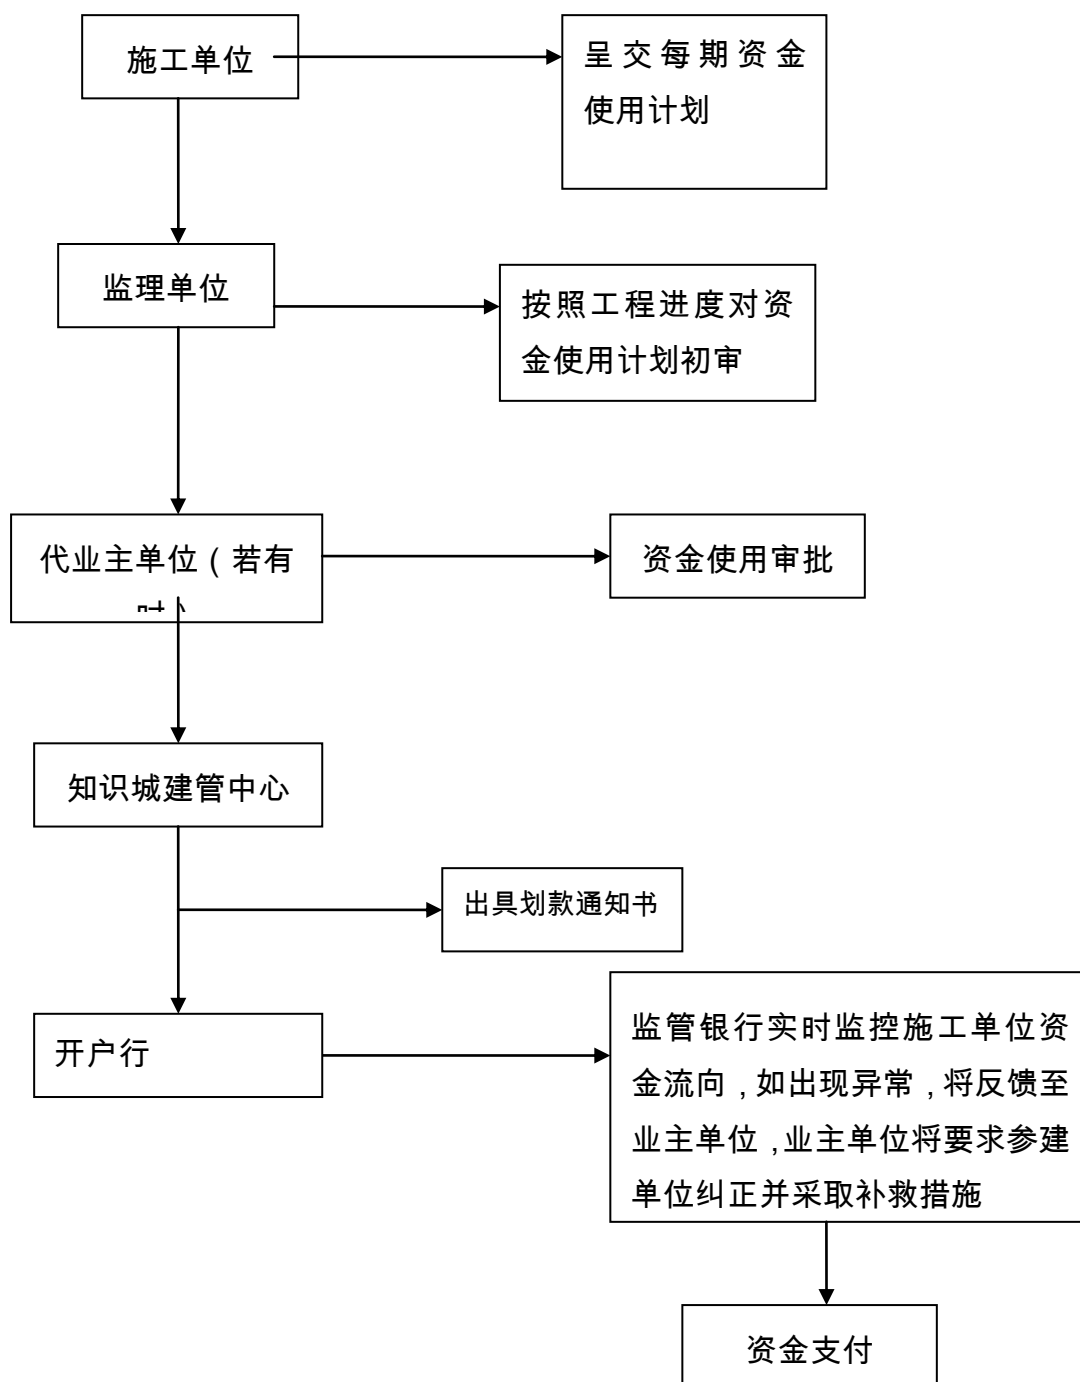 施工单位
呈交每期资金
使用计划
监理单位
按照工程进度对资
金使用计划初审
代业主单位（若有
资金使用审批
知识城建管中心
出具划款通知书
开户行
监管银行实时监控施工单位资
金流向，如出现异常，将反馈至
业主单位，业主单位将要求参建
单位纠正并采取补救措施
资金支付